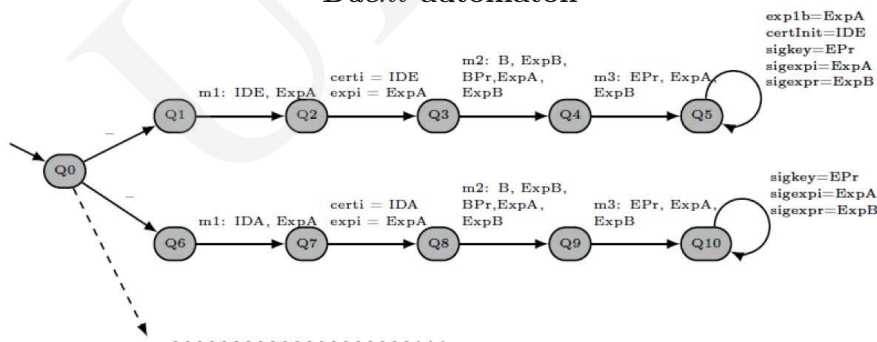 automaton
exp1b=ExpA
certInit=IDE
sigkey=EPr
sigexpi=ExpA
sigexpr=ExpB
m1: IDE, ExpA
certi = IDE
expi = ExpA
m2: B, ExpB,
BPr,ExpA,
ExpB
m3: EPr, ExpA,
ExpB
Q1
Q2
Q3
Q4
Q5
–
Q0
–
m1: IDA, ExpA
certi = IDA
expi = ExpA
m2: B, ExpB,
BPr,ExpA,
ExpB
m3: EPr, ExpA,
ExpB
sigkey=EPr
sigexpi=ExpA
sigexpr=ExpB
Q6
Q7
Q8
Q9
Q10